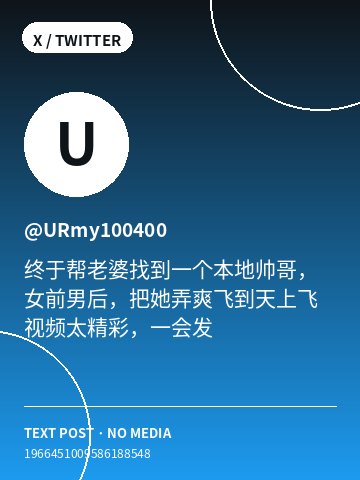 X / TWITTER
U
@URmy100400
终于帮老婆找到一个本地帅哥，
女前男后，把她弄爽飞到天上飞
视频太精彩，一会发
TEXT POST · NO MEDIA
1966451009586188548